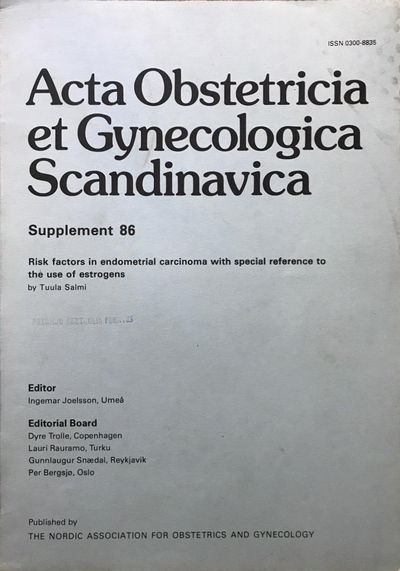 ISSN 0300-8835
Acta Obstetricia
et Gynecologica
Scandinavica
Supplement 86
Risk factors in endometrial carcinoma with special reference to
the use of estrogens
by Tuula Salmi
Editor
Ingemar Joelsson, Umeå
Editorial Board
Dyre Trolle, Copenhagen
Lauri Rauramo, Turku
Gunnlaugur Snædal, Reykjavik
Per Bergsjø, Oslo
Published by
THE NORDIC ASSOCIATION FOR OBSTETRICS AND GYNECOLOGY